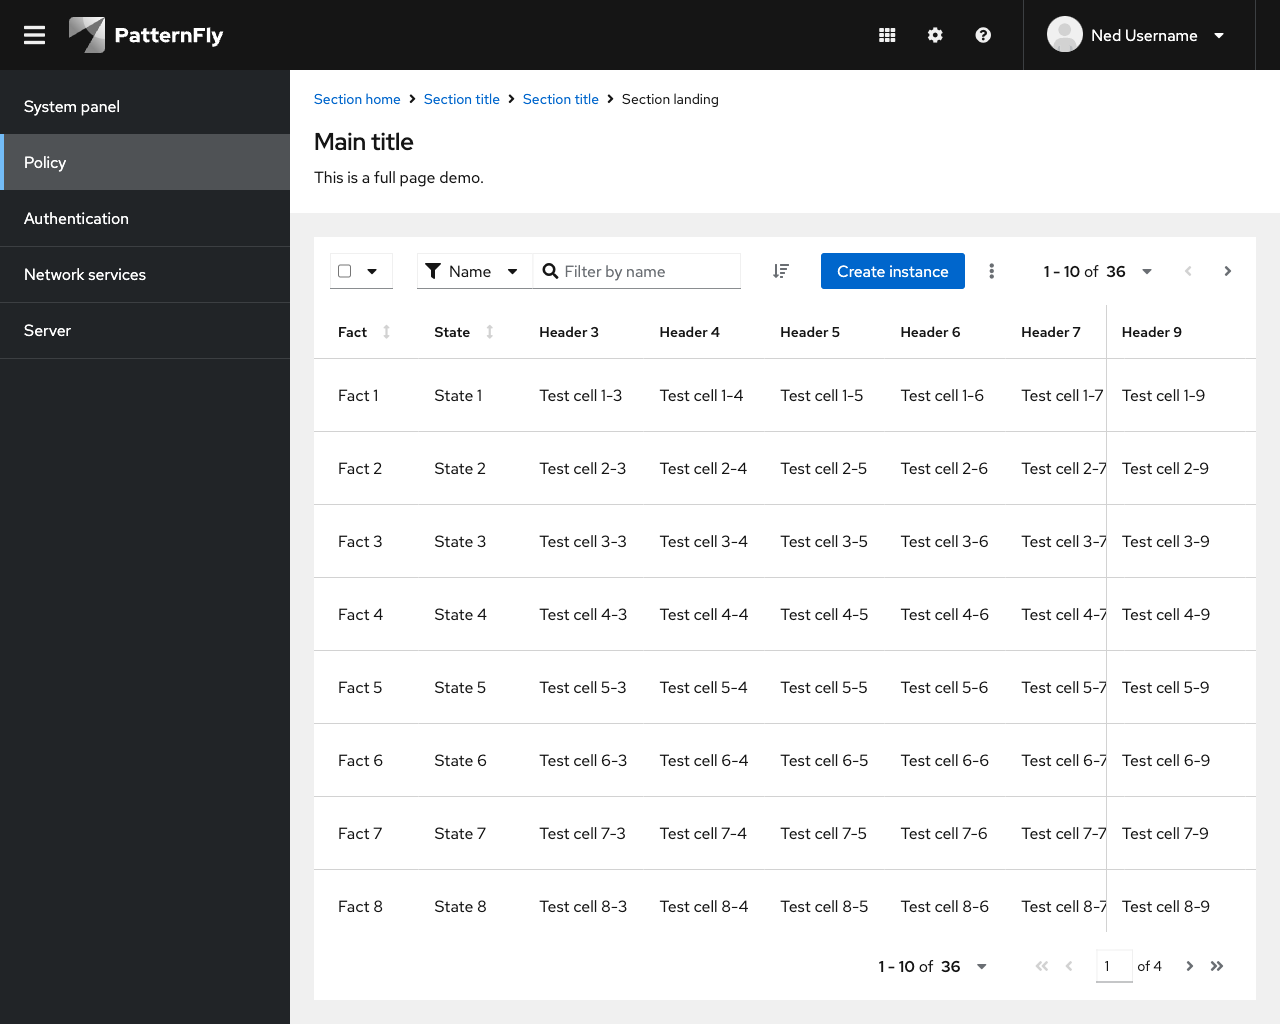 PatternFly
Ned Username
System panel
Policy
Authentication
Network services
Server
Section home Section title Section title Section landing
Main title
This is a full page demo.
Name Filter by name Create instance 1 - 10 of 36
Fact State Header 3 Header 4 Header 5 Header 6 Header 7 Header 9
Fact 1 State 1 Test cell 1-3 Test cell 1-4 Test cell 1-5 Test cell 1-6 Test cell 1-7 Test cell 1-9
Fact 2 State 2 Test cell 2-3 Test cell 2-4 Test cell 2-5 Test cell 2-6 Test cell 2-7 Test cell 2-9
Fact 3 State 3 Test cell 3-3 Test cell 3-4 Test cell 3-5 Test cell 3-6 Test cell 3-7 Test cell 3-9
Fact 4 State 4 Test cell 4-3 Test cell 4-4 Test cell 4-5 Test cell 4-6 Test cell 4-7 Test cell 4-9
Fact 5 State 5 Test cell 5-3 Test cell 5-4 Test cell 5-5 Test cell 5-6 Test cell 5-7 Test cell 5-9
Fact 6 State 6 Test cell 6-3 Test cell 6-4 Test cell 6-5 Test cell 6-6 Test cell 6-7 Test cell 6-9
Fact 7 State 7 Test cell 7-3 Test cell 7-4 Test cell 7-5 Test cell 7-6 Test cell 7-7 Test cell 7-9
Fact 8 State 8 Test cell 8-3 Test cell 8-4 Test cell 8-5 Test cell 8-6 Test cell 8-7 Test cell 8-9
1 - 10 of 36 1 of 4